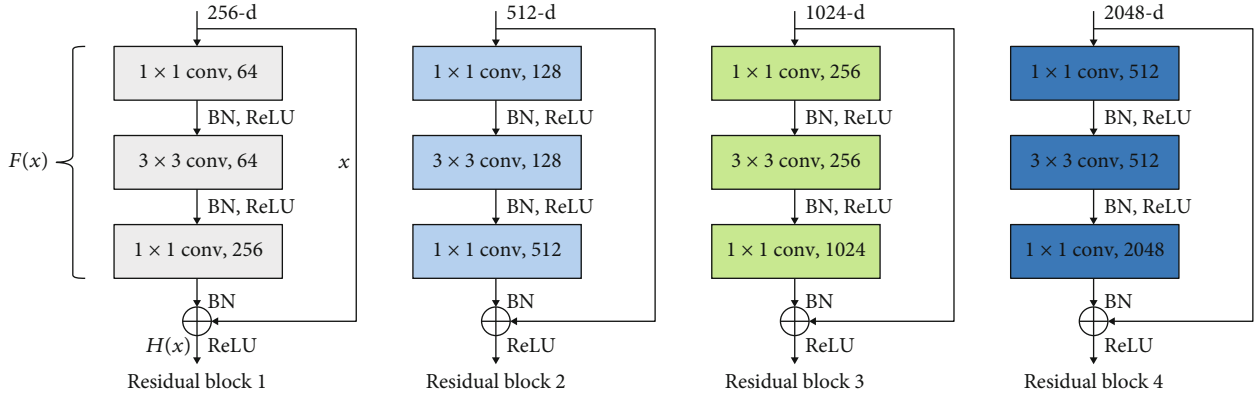 256-d
1 × 1 conv, 64
BN, ReLU
F(x)
3 × 3 conv, 64
x
BN, ReLU
1 × 1 conv, 256
BN
H(x)
ReLU
Residual block 1
512-d
1 × 1 conv, 128
BN, ReLU
3 × 3 conv, 128
BN, ReLU
1 × 1 conv, 512
BN
ReLU
Residual block 2
1024-d
1 × 1 conv, 256
BN, ReLU
3 × 3 conv, 256
BN, ReLU
1 × 1 conv, 1024
BN
ReLU
Residual block 3
2048-d
1 × 1 conv, 512
BN, ReLU
3 × 3 conv, 512
BN, ReLU
1 × 1 conv, 2048
BN
ReLU
Residual block 4